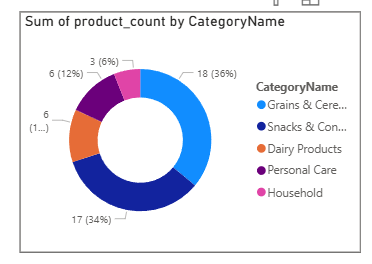 Sum of product_count by CategoryName
3 (6%)
6 (12%)
18 (36%)
6
(1...)
17 (34%)
CategoryName
Grains & Cere...
Snacks & Con...
Dairy Products
Personal Care
Household